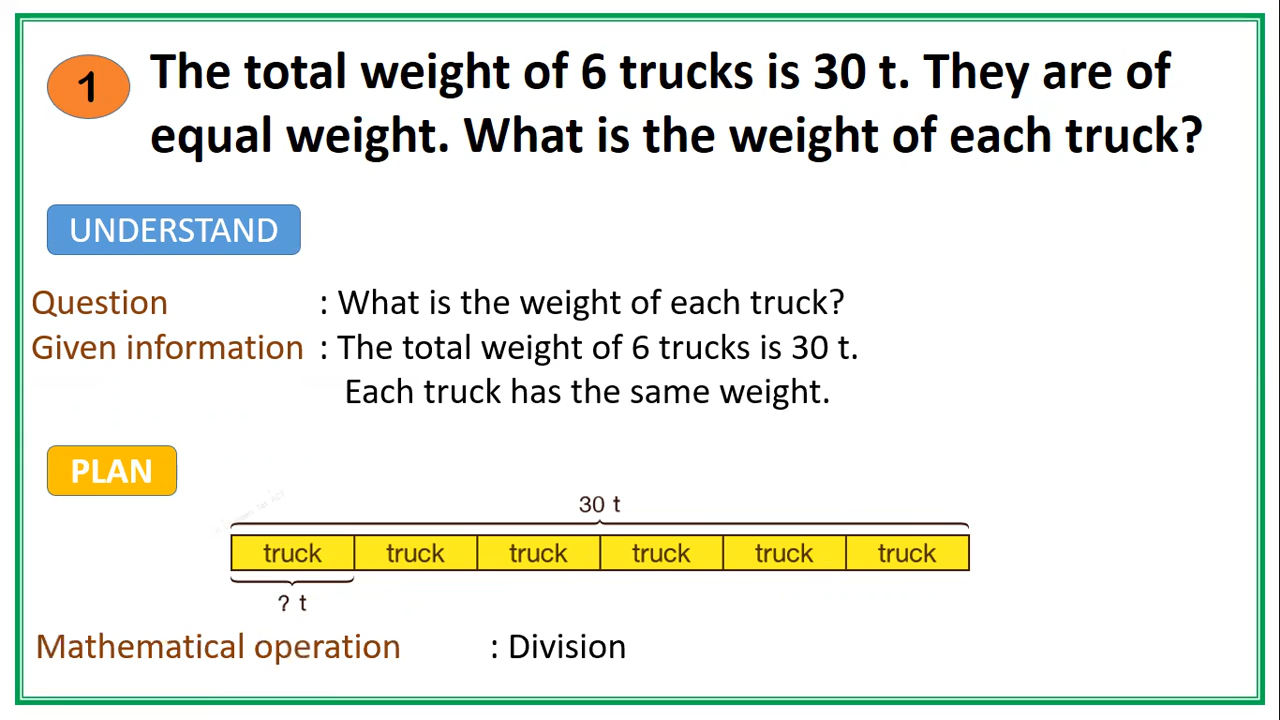 1
The total weight of 6 trucks is 30 t. They are of
equal weight. What is the weight of each truck?
UNDERSTAND
Question : What is the weight of each truck?
Given information : The total weight of 6 trucks is 30 t.
Each truck has the same weight.
PLAN
30 t
truck truck truck truck truck truck
? t
Mathematical operation : Division